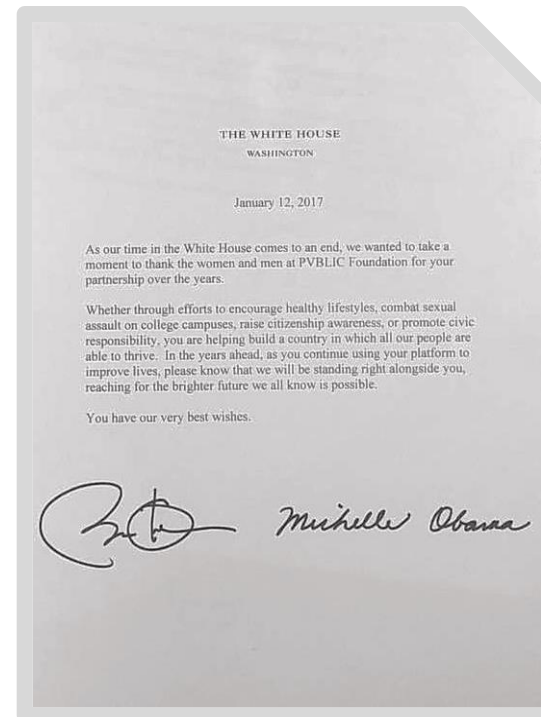 THE WHITE HOUSE
WASHINGTON
January 12, 2017
As our time in the White House comes to an end, we wanted to take a
moment to thank the women and men at PVBLIC Foundation for your
partnership over the years.
Whether through efforts to encourage healthy lifestyles, combat sexual
assault on college campuses, raise citizenship awareness, or promote civic
responsibility, you are helping build a country in which all our people are
able to thrive. In the years ahead, as you continue using your platform to
improve lives, please know that we will be standing right alongside you,
reaching for the brighter future we all know is possible.
You have our very best wishes.
Michelle Obama